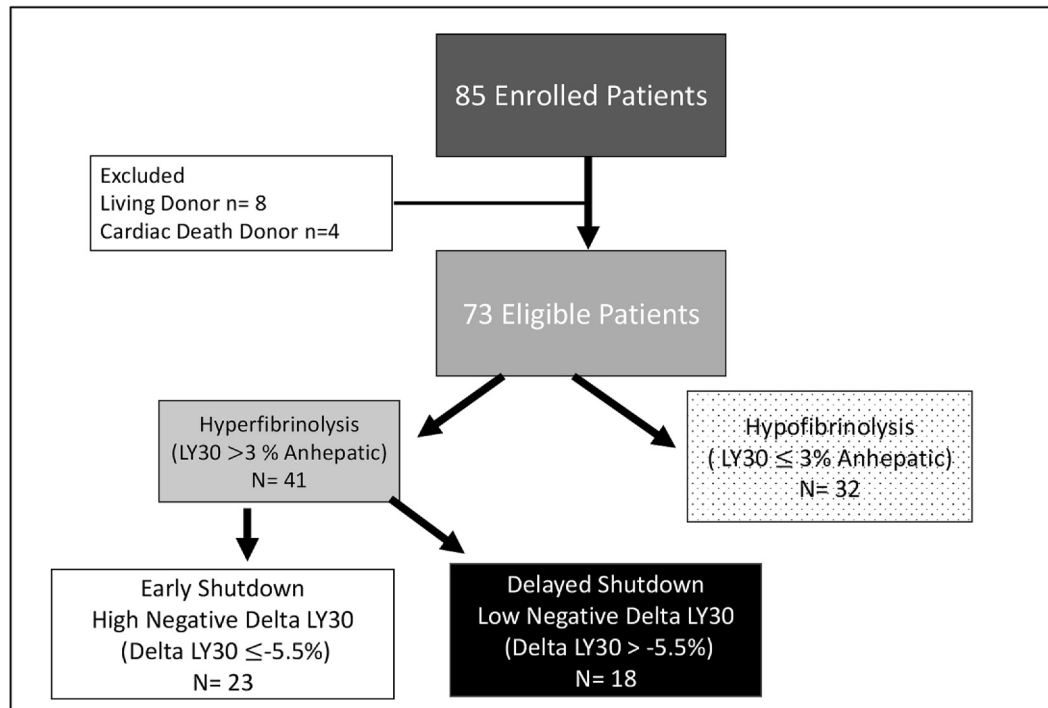 85 Enrolled Patients
Excluded
Living Donor n= 8
Cardiac Death Donor n=4
73 Eligible Patients
Hyperfibrinolysis
(LY30 >3 % Anhepatic)
N= 41
Hypofibrinolysis
( LY30 ≤ 3% Anhepatic)
N= 32
Early Shutdown
High Negative Delta LY30
(Delta LY30 ≤-5.5%)
N= 23
Delayed Shutdown
Low Negative Delta LY30
(Delta LY30 > -5.5%)
N= 18